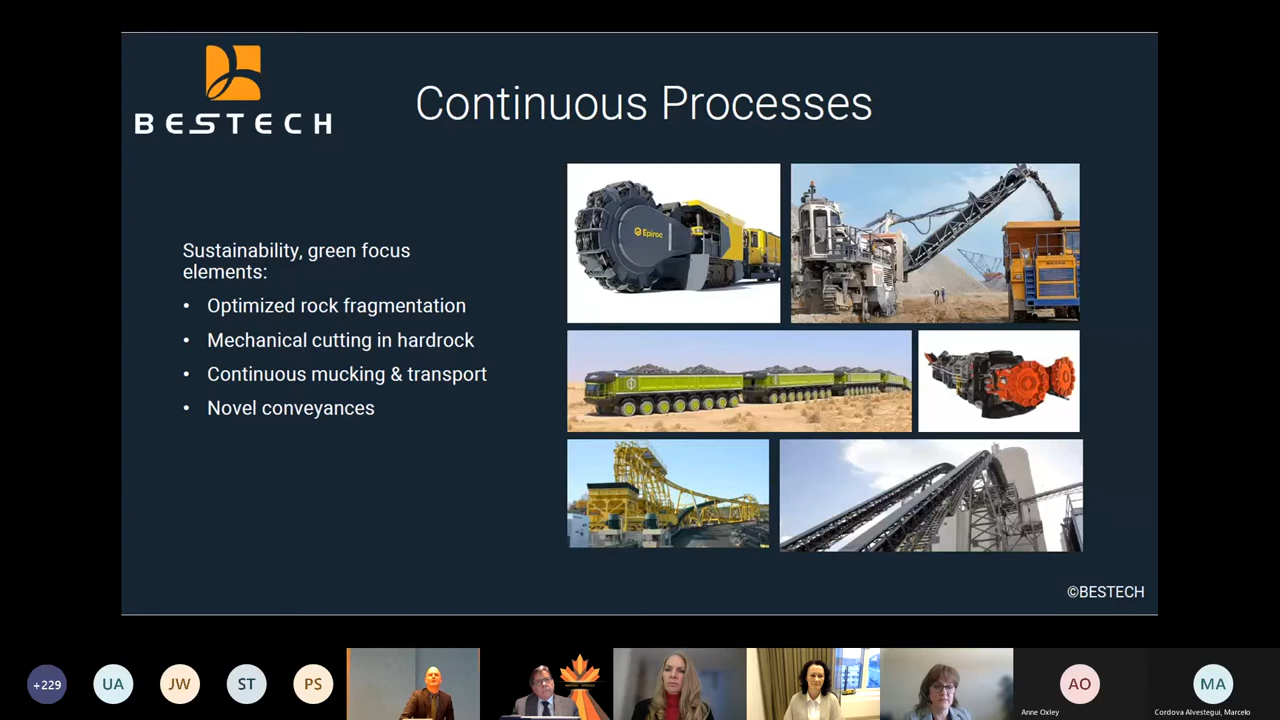 BESTECH
Continuous Processes
Epiroc
Sustainability, green focus
elements:
• Optimized rock fragmentation
• Mechanical cutting in hardrock
• Continuous mucking & transport
• Novel conveyances
©BESTECH
+229
UA
JW
ST
PS
AO
MA
Anne Oxley
Cordova Alvestegui, Marcelo